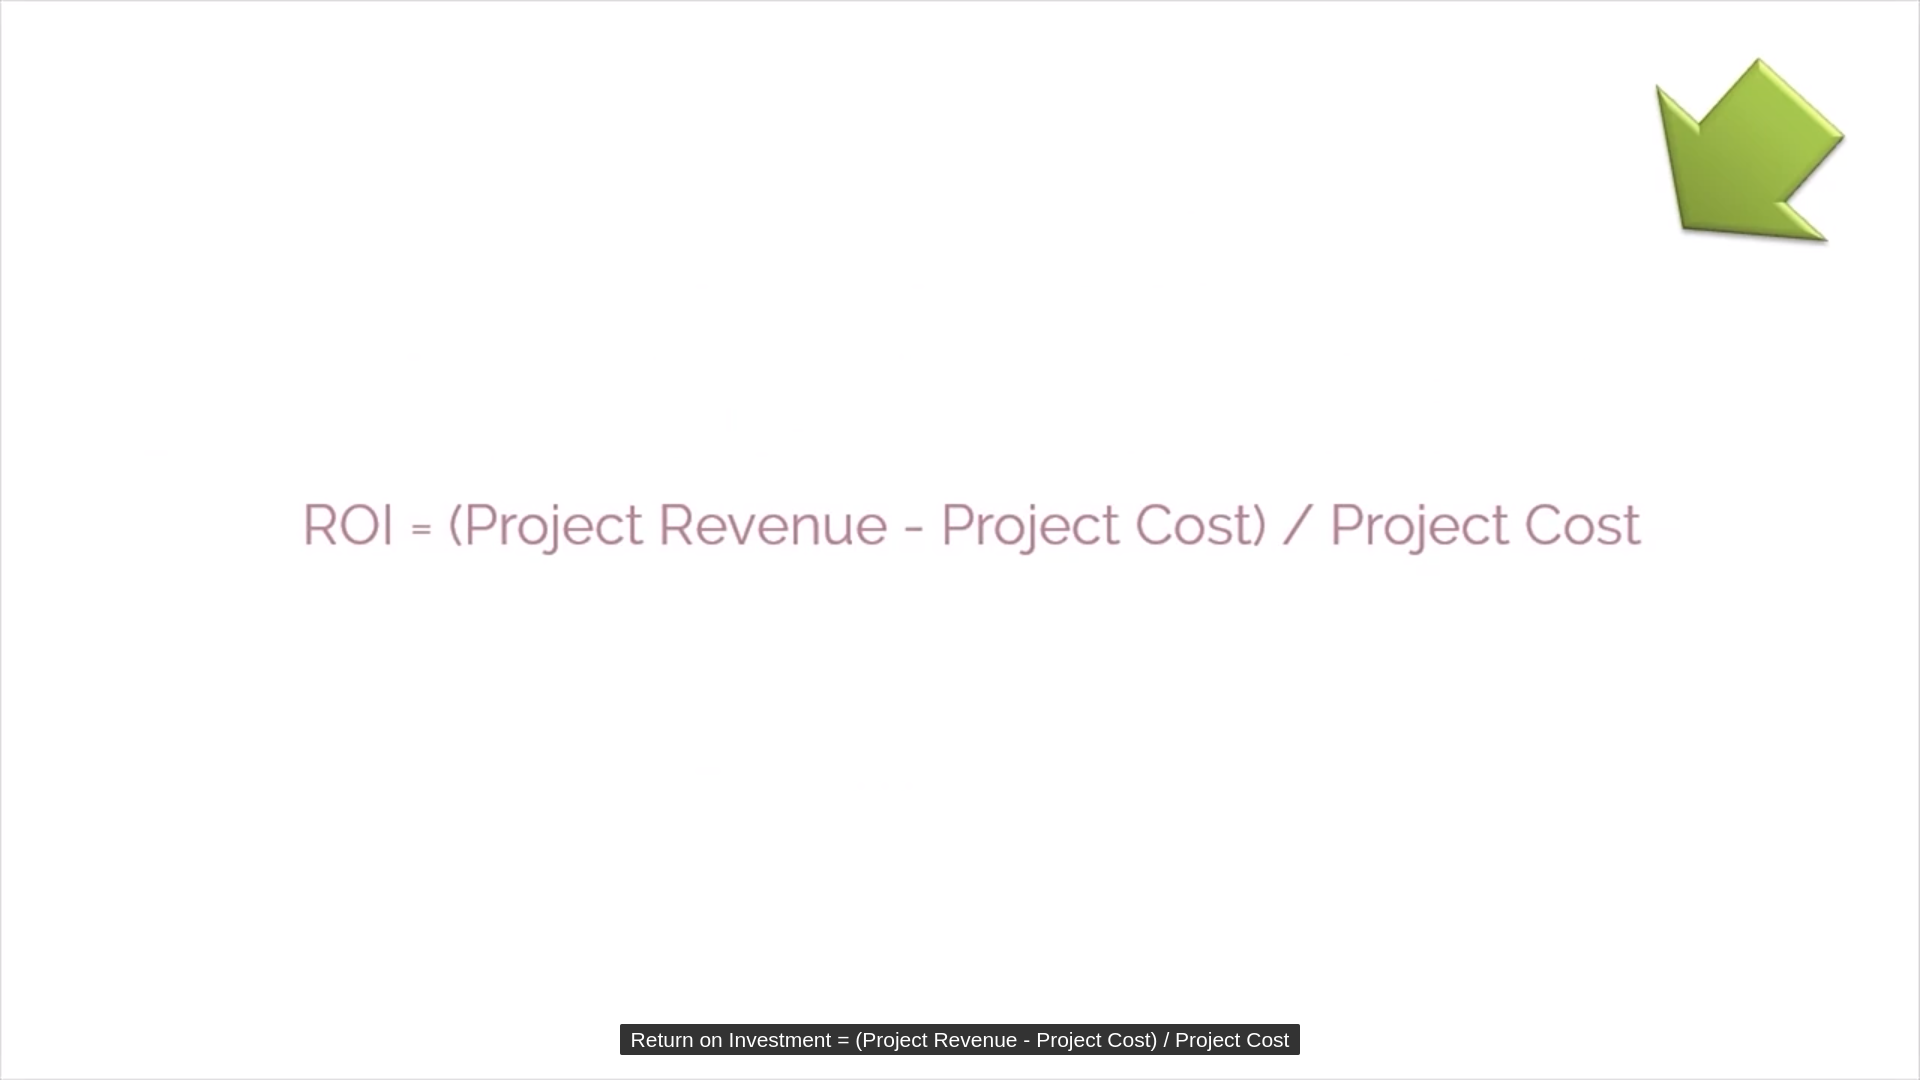 ROI = (Project Revenue - Project Cost) / Project Cost
Return on Investment = (Project Revenue - Project Cost) / Project Cost